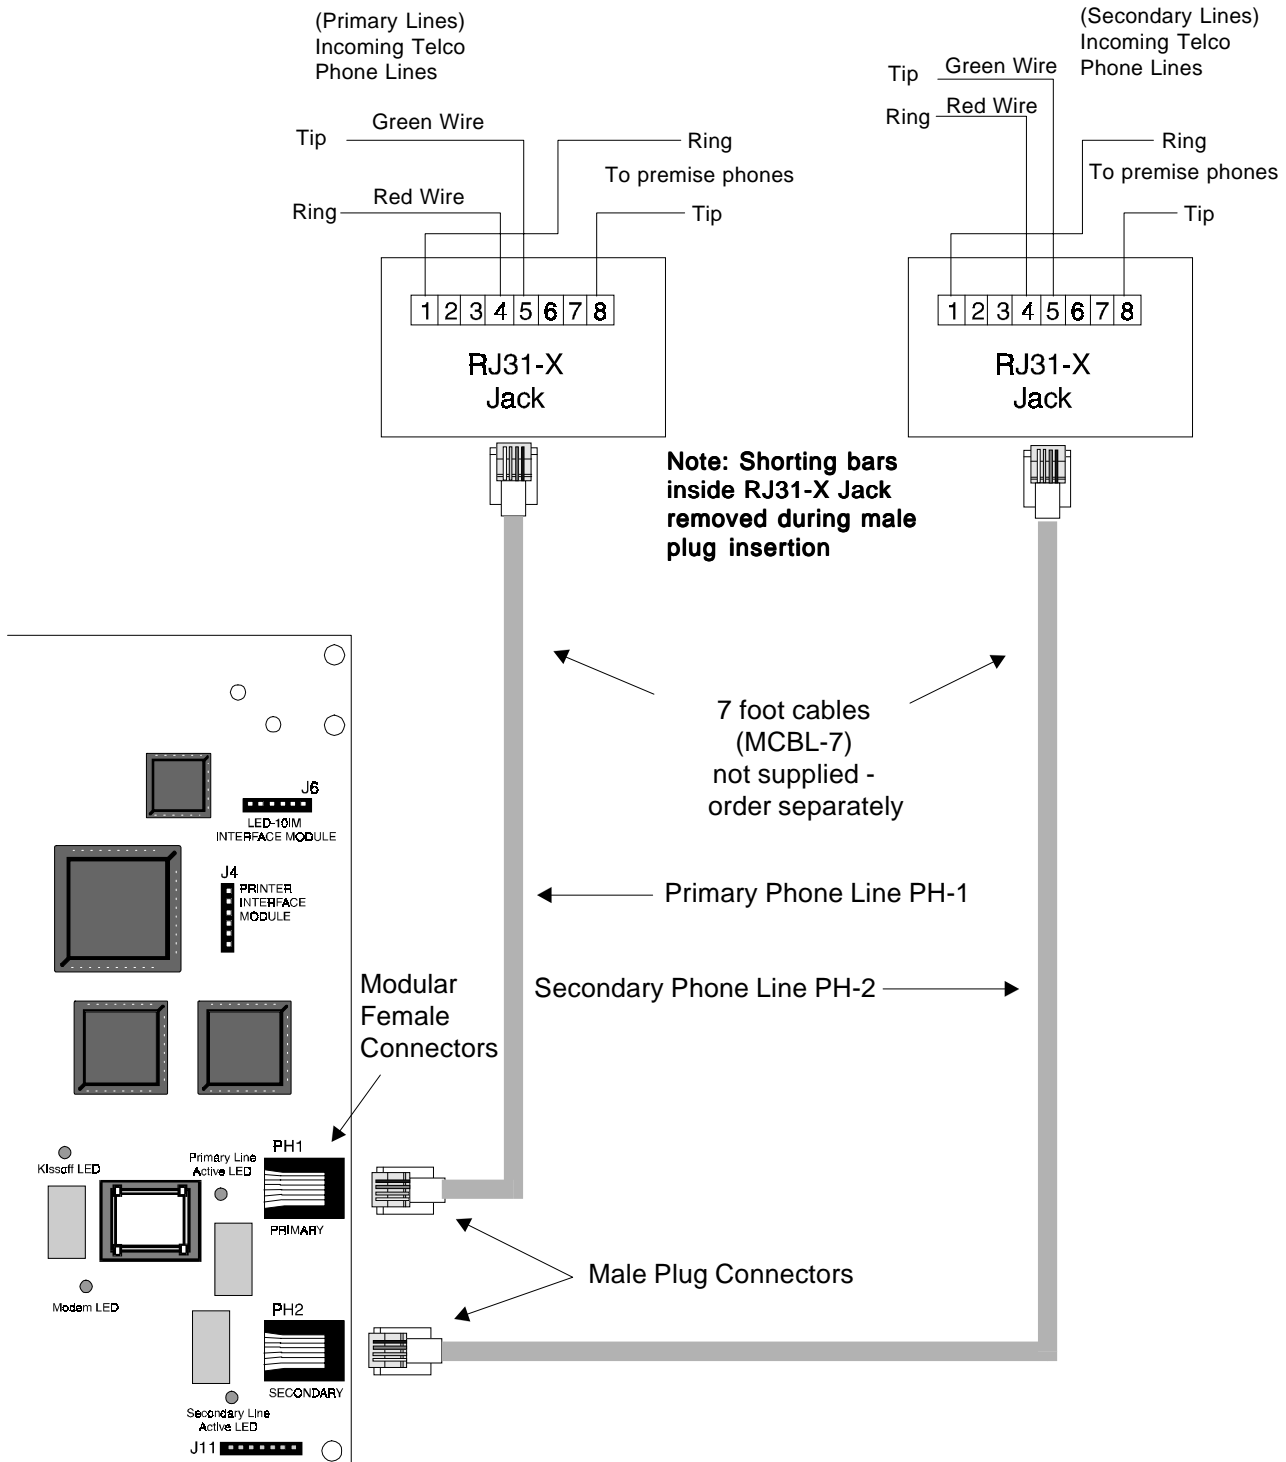 (Primary Lines)
Incoming Telco
Phone Lines
(Secondary Lines)
Incoming Telco
Phone Lines
Tip
Green Wire
Ring
To premise phones
Ring
Red Wire
Tip
Tip
Green Wire
Ring
Red Wire
Ring
To premise phones
Tip
1 2 3 4 5 6 7 8
RJ31-X
Jack
1 2 3 4 5 6 7 8
RJ31-X
Jack
Note: Shorting bars
inside RJ31-X Jack
removed during male
plug insertion
7 foot cables
(MCBL-7)
not supplied -
order separately
J6
LED-10IM
INTERFACE MODULE
J4
PRINTER
INTERFACE
MODULE
Primary Phone Line PH-1
Secondary Phone Line PH-2
Modular
Female
Connectors
PH1
Kissoff LED
Primary Line
Active LED
PRIMARY
Male Plug Connectors
Modem LED
PH2
SECONDARY
Secondary Line
Active LED
J11